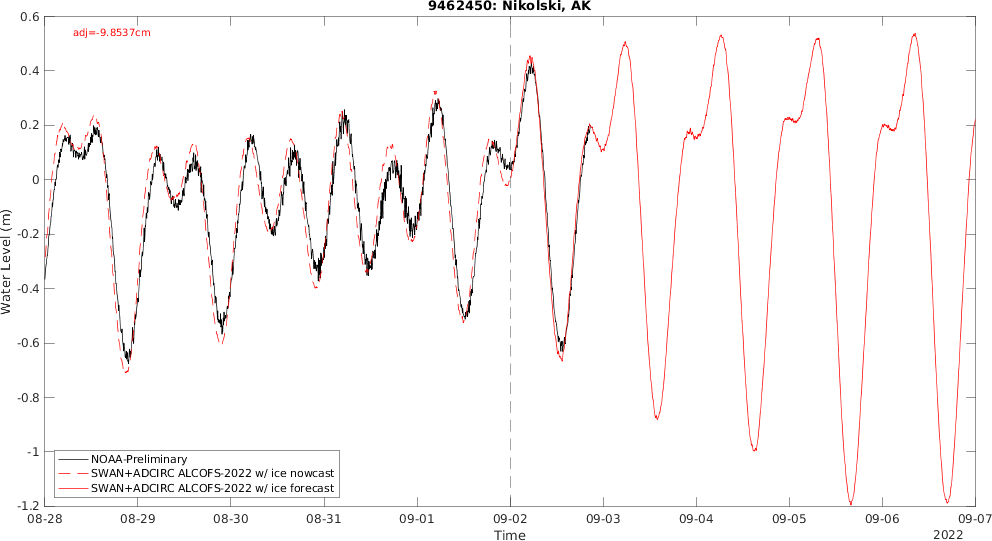 9462450: Nikolski, AK
adj=-9.8537cm
0.6
0.4
0.2
0
-0.2
-0.4
-0.6
-0.8
-1
-1.2
Water Level (m)
NOAA-Preliminary
SWAN+ADCIRC ALCOFS-2022 w/ ice nowcast
SWAN+ADCIRC ALCOFS-2022 w/ ice forecast
08-28 08-29 08-30 08-31 09-01 09-02 09-03 09-04 09-05 09-06 09-07
Time
2022